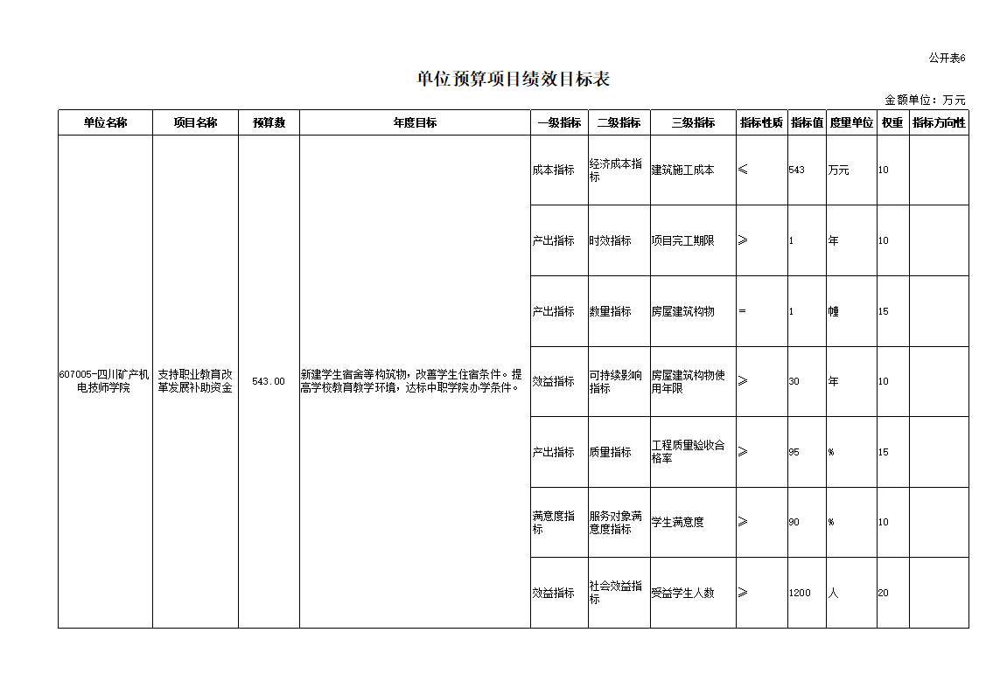 公开表6
单位预算项目绩效目标表
金额单位：万元
单位名称 项目名称 预算数 年度目标 一级指标 二级指标 三级指标 指标性质 指标值 度量单位 权重 指标方向性
607005-四川矿产机
电技师学院
支持职业教育改
革发展补助资金
543.00
新建学生宿舍等构筑物，改善学生住宿条件。提
高学校教育教学环境，达标中职学院办学条件。
成本指标
经济成本指
标
建筑施工成本 ≤ 543 万元 10
产出指标 时效指标 项目完工期限 ≥ 1 年 10
产出指标 数量指标 房屋建筑构物 ＝ 1 幢 15
效益指标
可持续影响
指标
房屋建筑构物使
用年限
≥ 30 年 10
产出指标 质量指标
工程质量验收合
格率
≥ 95 % 15
满意度指
标
服务对象满
意度指标
学生满意度 ≥ 90 % 10
效益指标
社会效益指
标
受益学生人数 ≥ 1200 人 20